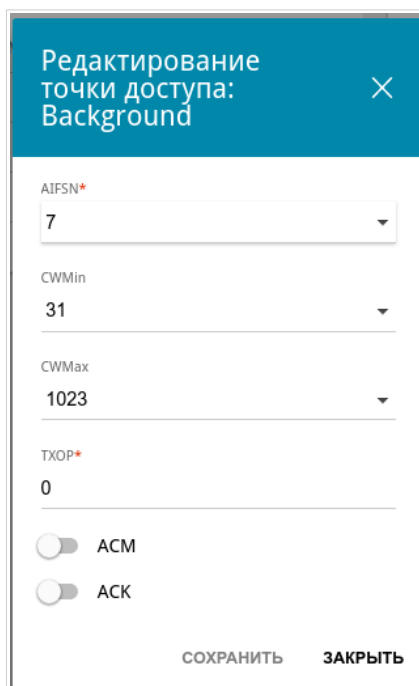 Редактирование
точки доступа:
Background
AIFSN*
7
CWMin
31
CWMax
1023
TXOP*
0
ACM
ACK
СОХРАНИТЬ ЗАКРЫТЬ